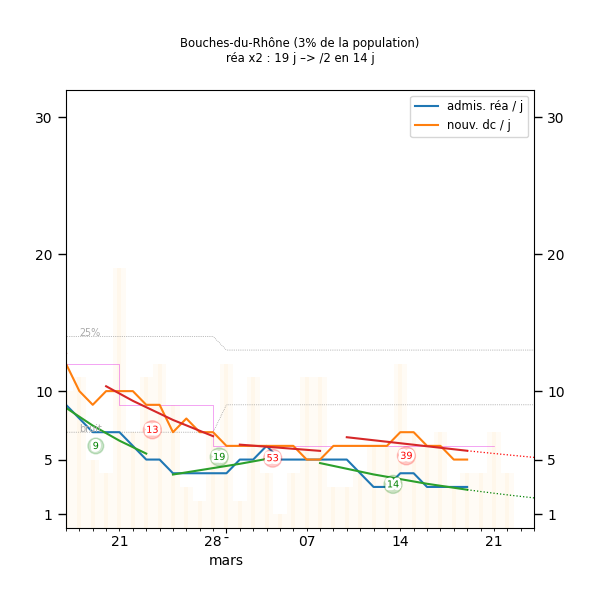 Bouches-du-Rhône (3% de la population)
réa x2 : 19 j –> /2 en 14 j
admis. réa / j
nouv. dc / j
30 30
20 20
25%
10 10
13
9
19
53
39
5 5
14
1 1
21 28 - 07 14 21
mars